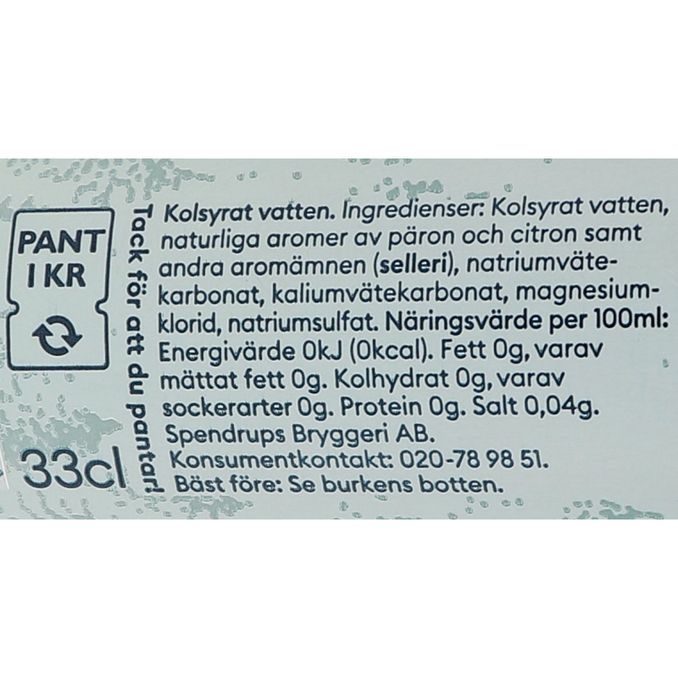 PANT
1 KR
33cl
Tack för att du pantar!
Kolsyrat vatten. Ingredienser: Kolsyrat vatten,
naturliga aromer av päron och citron samt
andra aromämnen (selleri), natriumväte-
karbonat, kaliumvätekarbonat, magnesium-
klorid, natriumsulfat. Näringsvärde per 100ml:
Energivärde 0kJ (0kcal). Fett 0g, varav
mättat fett 0g. Kolhydrat 0g, varav
sockerarter 0g. Protein 0g. Salt 0,04g.
Spendrups Bryggeri AB.
Konsumentkontakt: 020-78 98 51.
Bäst före: Se burkens botten.